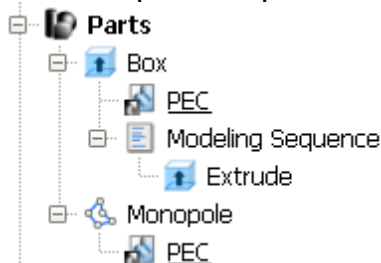 Parts
Box
PEC
Modeling Sequence
Extrude
Monopole
PEC